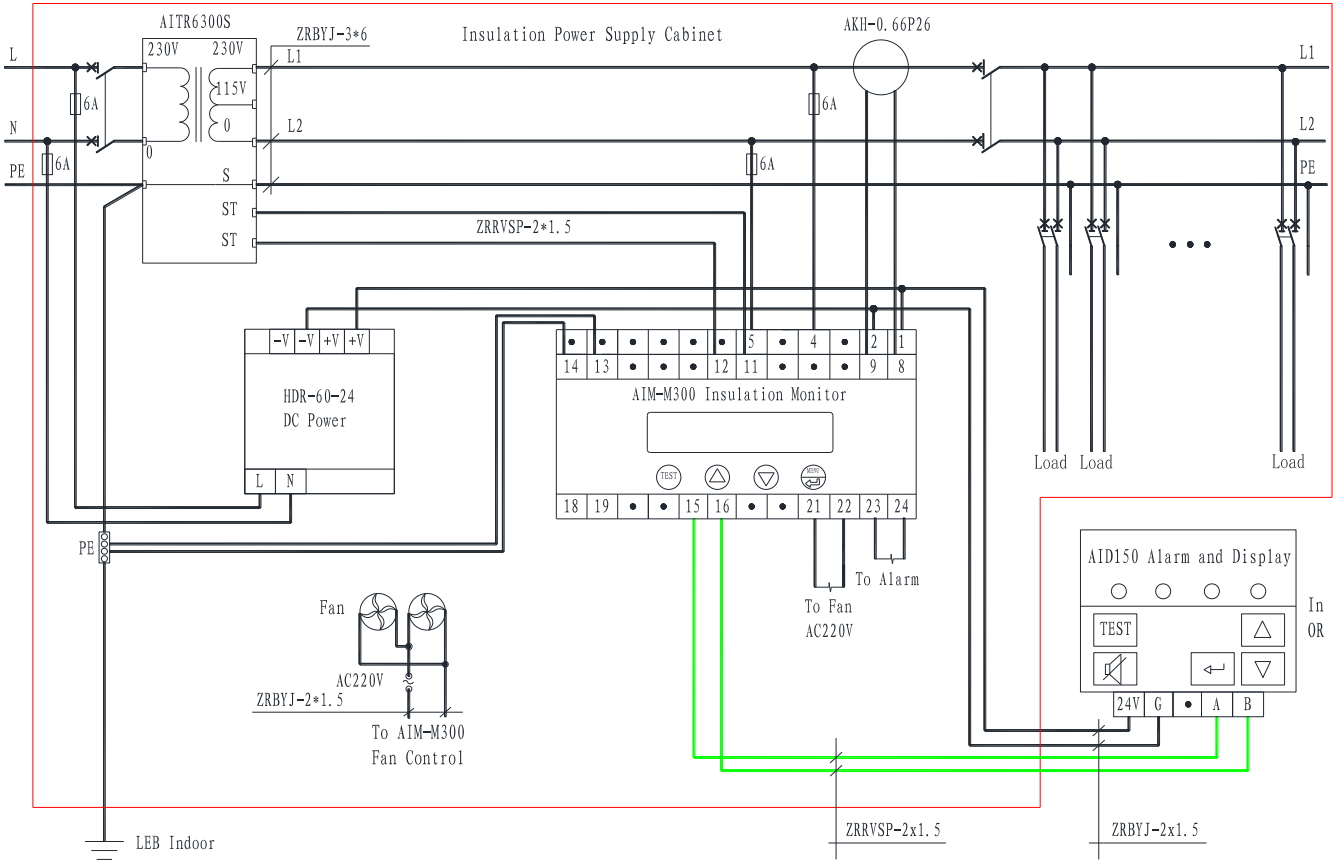 AITR6300S
ZRBYJ-3*6
Insulation Power Supply Cabinet
AKH-0.66P26
L
230V
230V
L1
L1
6A
115V
6A
N
0
L2
L2
0
6A
6A
PE
S
PE
ST
ZRRVSP-2*1.5
ST
-V -V +V +V
HDR-60-24
DC Power
L N
5 4 2 1
14 13 12 11 9 8
AIM-M300 Insulation Monitor
TEST
MENU
18 19 15 16 21 22 23 24
Load
Load
Load
PE
To Alarm
To Fan
AC220V
Fan
AC220V
ZRBYJ-2*1.5
To AIM-M300
Fan Control
AID150 Alarm and Display
In
OR
TEST
24V G A B
ZRRVSP-2x1.5
ZRBYJ-2x1.5
LEB Indoor